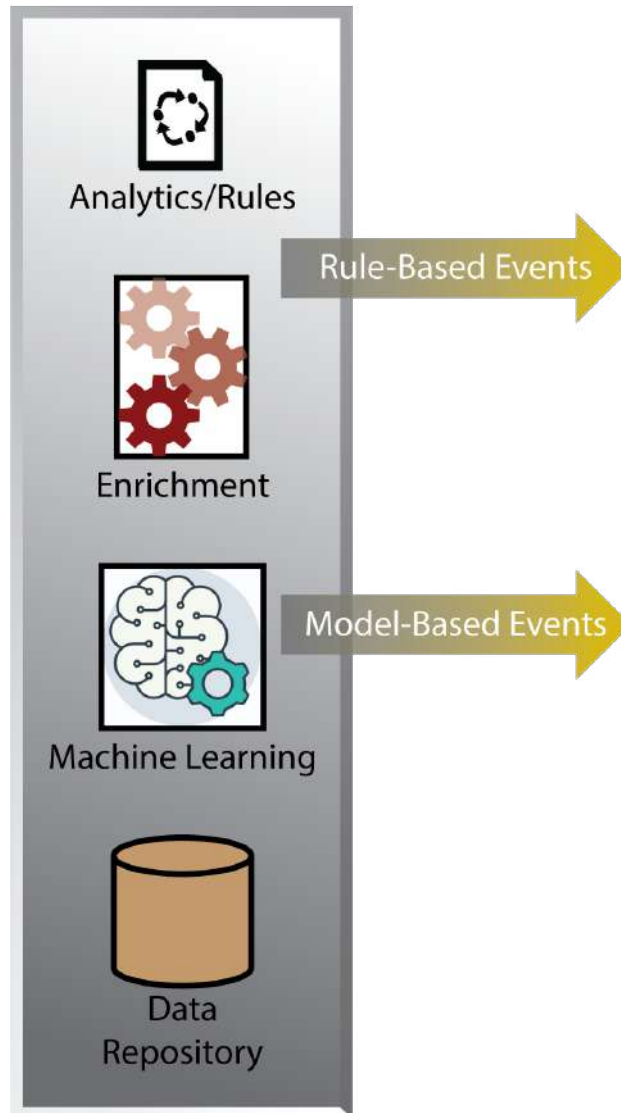 Analytics/Rules
Rule-Based Events
Enrichment
Model-Based Events
Machine Learning
Data
Repository